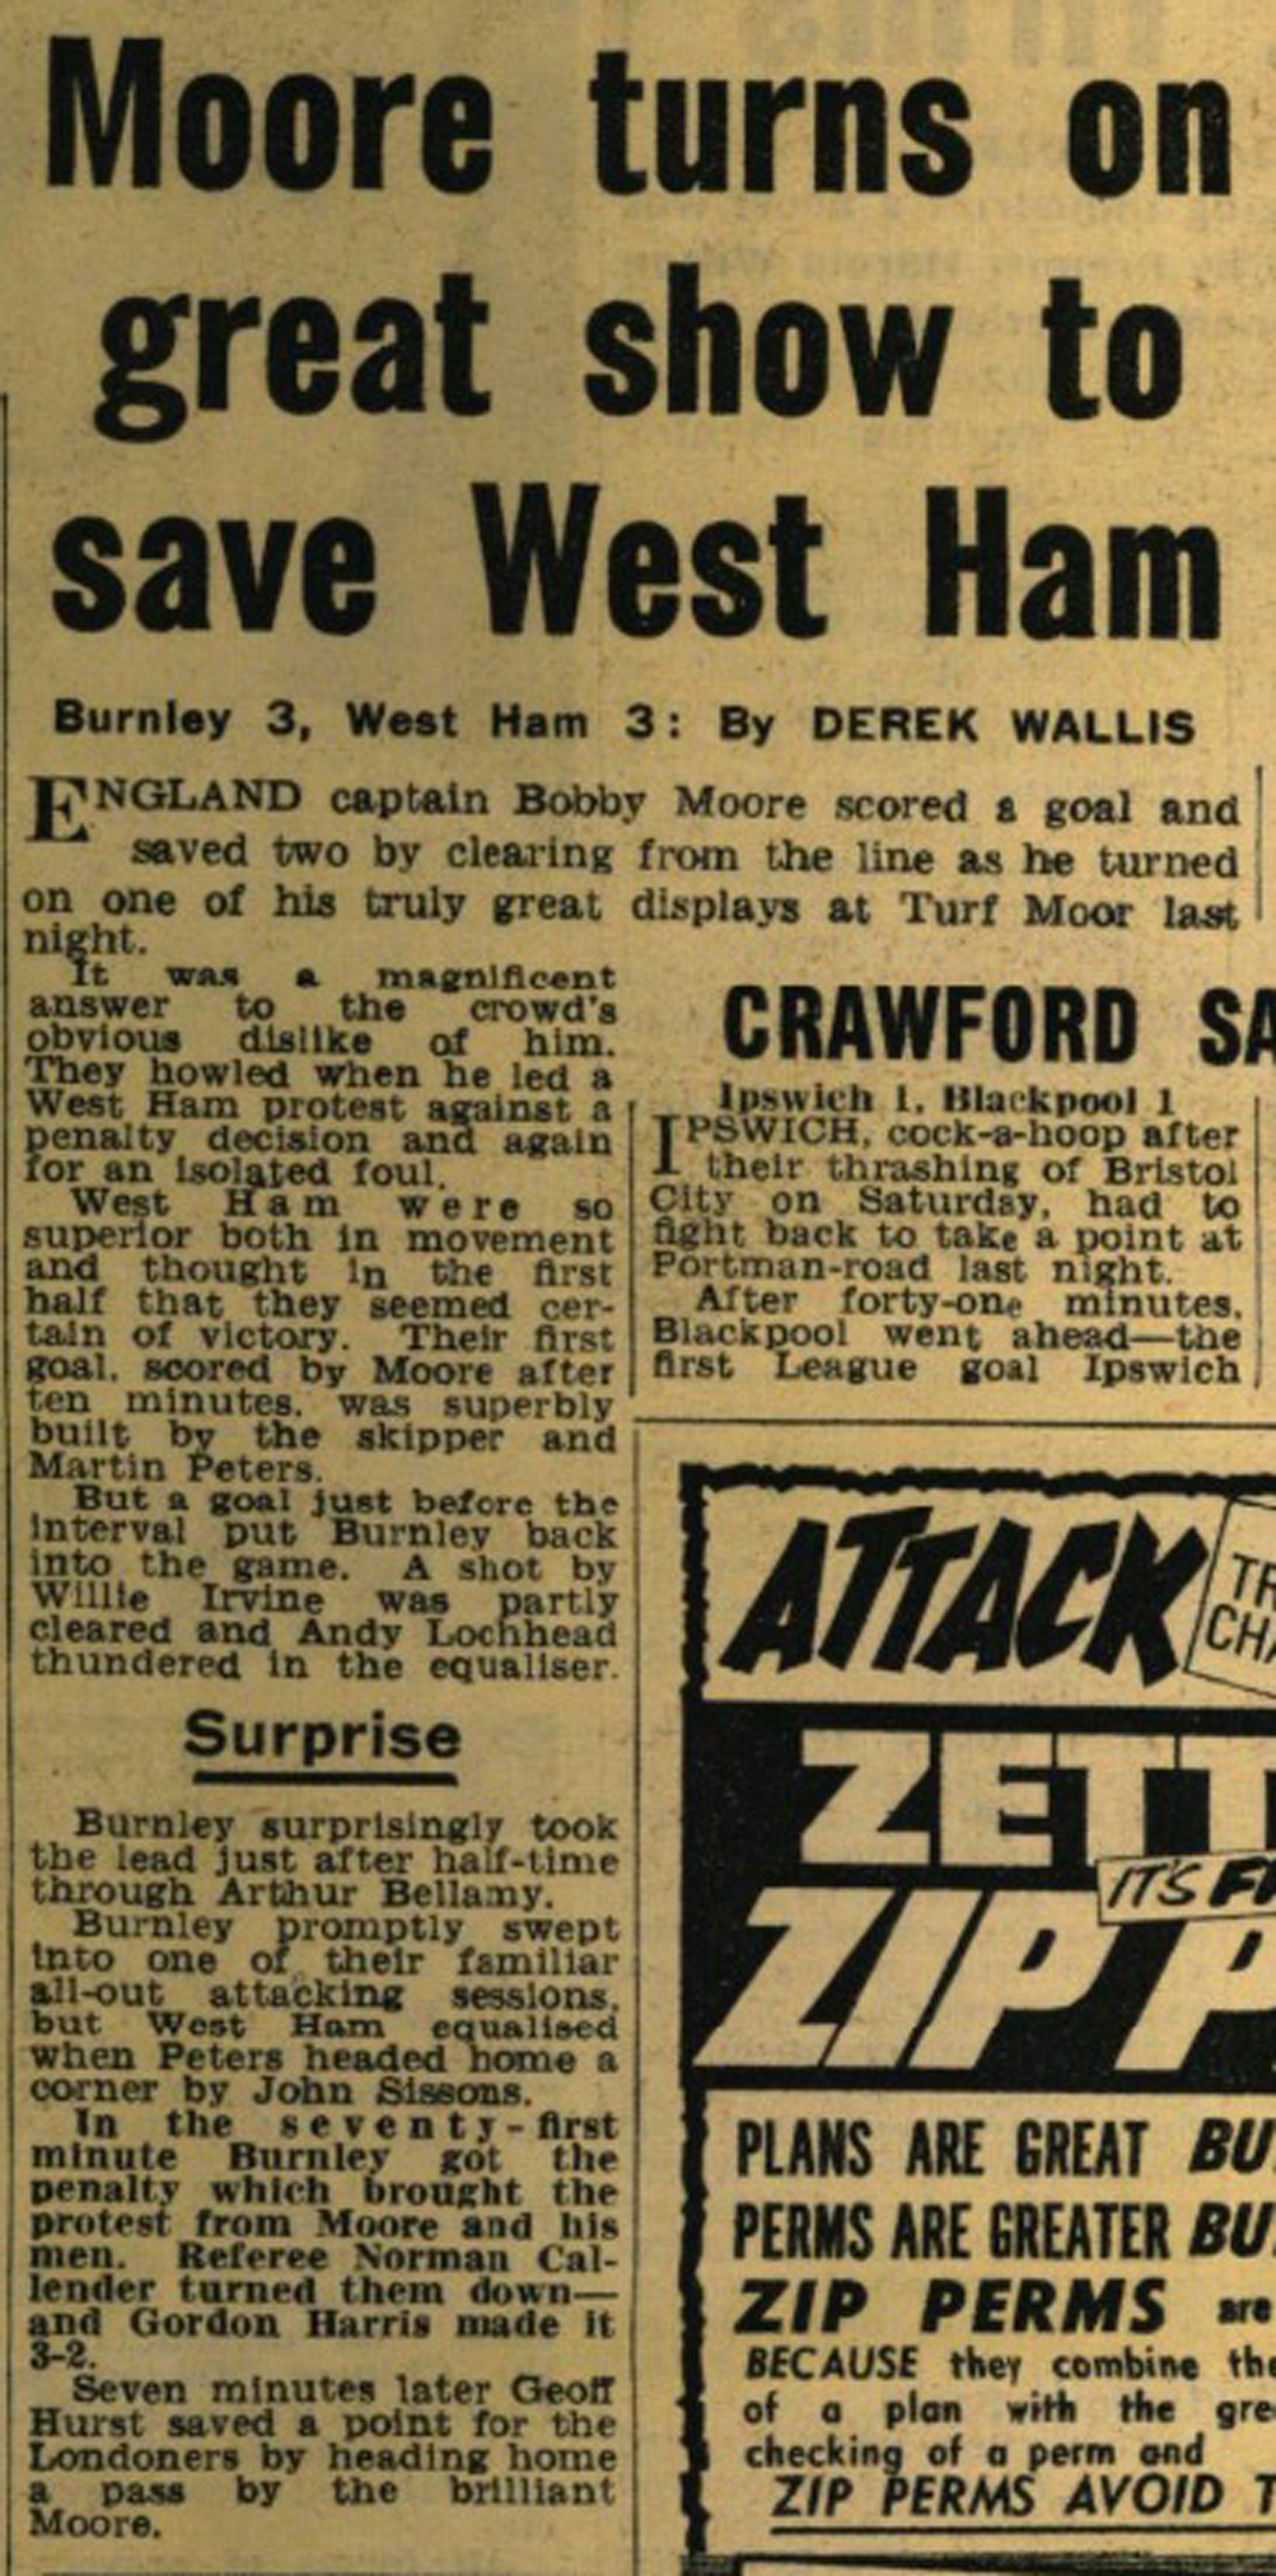 Moore turns on
great show to
save West Ham
Burnley 3, West Ham 3: By DEREK WALLIS
ENGLAND captain Bobby Moore scored a goal and
saved two by clearing from the line as he turned
on one of his truly great displays at Turf Moor last
night.
It was a magnificent
answer to the crowd's
obvious dislike of him.
They howled when he led a
West Ham protest against a
penalty decision and again
for an isolated foul.
West Ham were so
superior both in movement
and thought in the first
half that they seemed cer-
tain of victory. Their first
goal, scored by Moore after
ten minutes, was superbly
built by the skipper and
Martin Peters.
But a goal just before the
interval put Burnley back
into the game. A shot by
Willie Irvine was partly
cleared and Andy Lochhead
thundered in the equaliser.
Surprise
Burnley surprisingly took
the lead just after half-time
through Arthur Bellamy.
Burnley promptly swept
into one of their familiar
all-out attacking sessions,
but West Ham equalised
when Peters headed home a
corner by John Sissons.
In the seventy-first
minute Burnley got the
penalty which brought the
protest from Moore and his
men. Referee Norman Cal-
lender turned them down—
and Gordon Harris made it
3-2.
Seven minutes later Geoff
Hurst saved a point for the
Londoners by heading home
a pass by the brilliant
Moore.
CRAWFORD SA
Ipswich 1, Blackpool 1
IPSWICH, cock-a-hoop after
their thrashing of Bristol
City on Saturday, had to
fight back to take a point at
Portman-road last night.
After forty-one minutes,
Blackpool went ahead—the
first League goal Ipswich
ATTACK
TR
CHA
ZETT
IT'S F
ZIP P
PLANS ARE GREAT BU
PERMS ARE GREATER BU
ZIP PERMS are
BECAUSE they combine the
of a plan with the gre
checking of a perm and
ZIP PERMS AVOID T